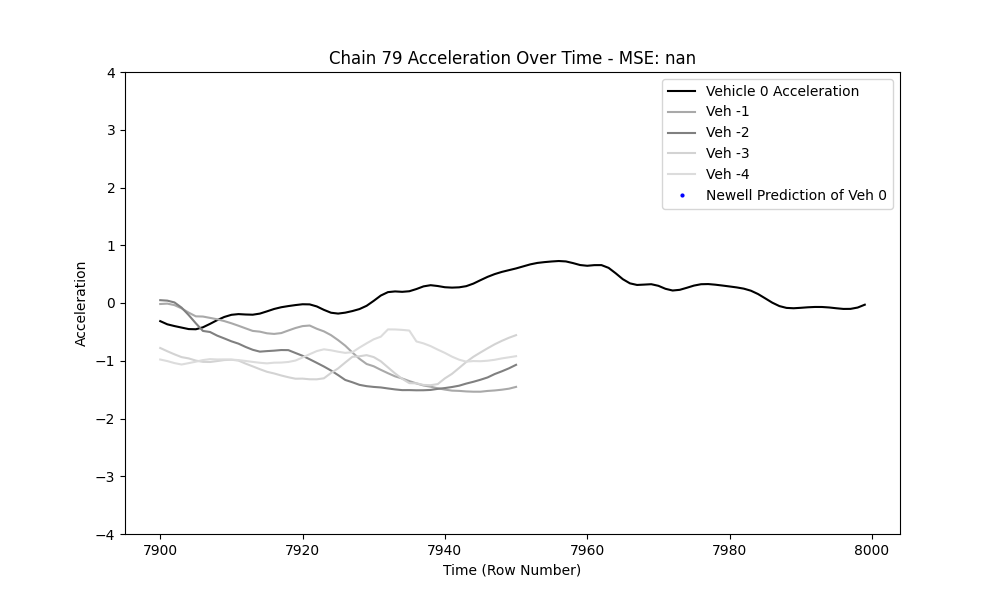 Chain 79 Acceleration Over Time - MSE: nan
Vehicle 0 Acceleration
Veh -1
Veh -2
Veh -3
Veh -4
Newell Prediction of Veh 0
Acceleration
4
3
2
1
0
−1
−2
−3
−4
7900 7920 7940 7960 7980 8000
Time (Row Number)